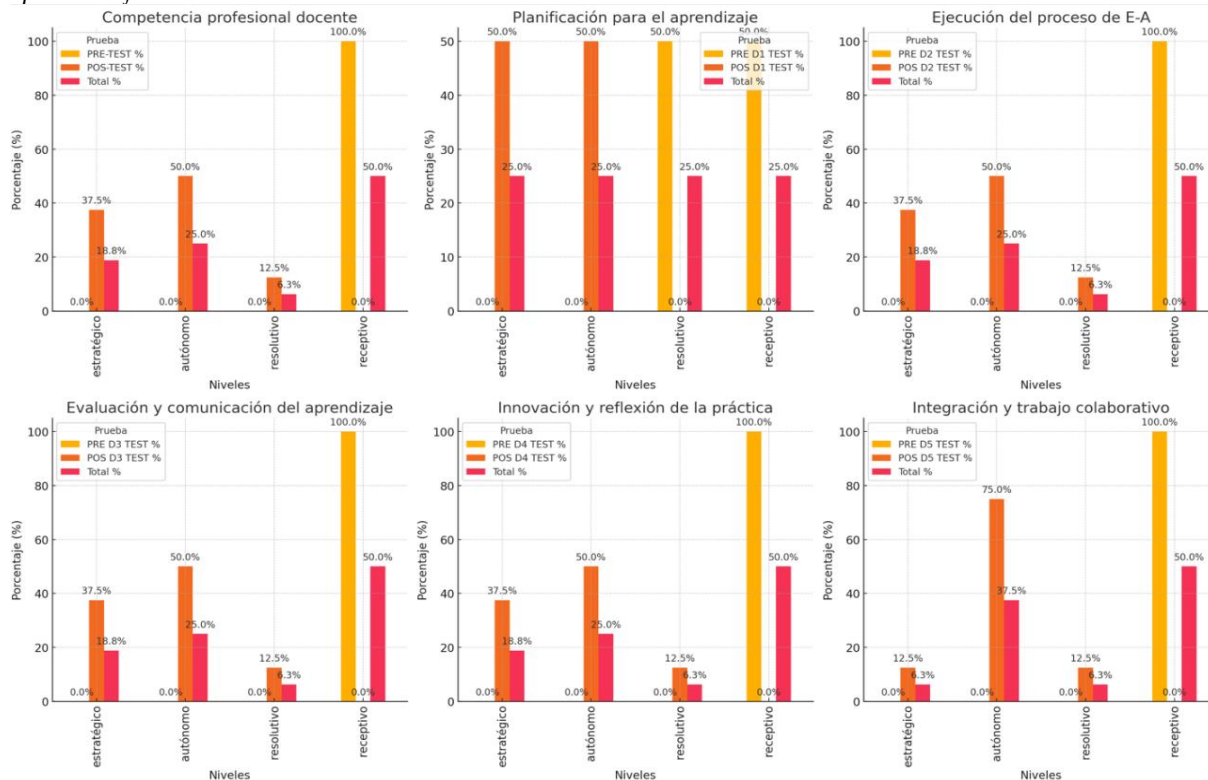 Competencia profesional docente
Prueba
PRE-TEST %
POS-TEST %
Total %
Porcentaje (%)
100
80
60
40
20
0
0.0%
37.5%
18.8%
0.0%
50.0%
25.0%
0.0%
12.5%
6.3%
100.0%
0.0%
50.0%
estratégico
autónomo
resolutivo
receptivo
Niveles
Planificación para el aprendizaje
Prueba
PRE D1 TEST %
POS D1 TEST %
Total %
Porcentaje (%)
50
40
30
20
10
0
0.0%
50.0%
25.0%
0.0%
50.0%
25.0%
50.0%
0.0%
25.0%
50.0%
0.0%
25.0%
estratégico
autónomo
resolutivo
receptivo
Niveles
Ejecución del proceso de E-A
Prueba
PRE D2 TEST %
POS D2 TEST %
Total %
Porcentaje (%)
100
80
60
40
20
0
0.0%
37.5%
18.8%
0.0%
50.0%
25.0%
0.0%
12.5%
6.3%
100.0%
0.0%
50.0%
estratégico
autónomo
resolutivo
receptivo
Niveles
Evaluación y comunicación del aprendizaje
Prueba
PRE D3 TEST %
POS D3 TEST %
Total %
Porcentaje (%)
100
80
60
40
20
0
0.0%
37.5%
18.8%
0.0%
50.0%
25.0%
0.0%
12.5%
6.3%
100.0%
0.0%
50.0%
estratégico
autónomo
resolutivo
receptivo
Niveles
Innovación y reflexión de la práctica
Prueba
PRE D4 TEST %
POS D4 TEST %
Total %
Porcentaje (%)
100
80
60
40
20
0
0.0%
37.5%
18.8%
0.0%
50.0%
25.0%
0.0%
12.5%
6.3%
100.0%
0.0%
50.0%
estratégico
autónomo
resolutivo
receptivo
Niveles
Integración y trabajo colaborativo
Prueba
PRE D5 TEST %
POS D5 TEST %
Total %
Porcentaje (%)
100
80
60
40
20
0
0.0%
12.5%
6.3%
0.0%
75.0%
37.5%
0.0%
12.5%
6.3%
100.0%
0.0%
50.0%
estratégico
autónomo
resolutivo
receptivo
Niveles